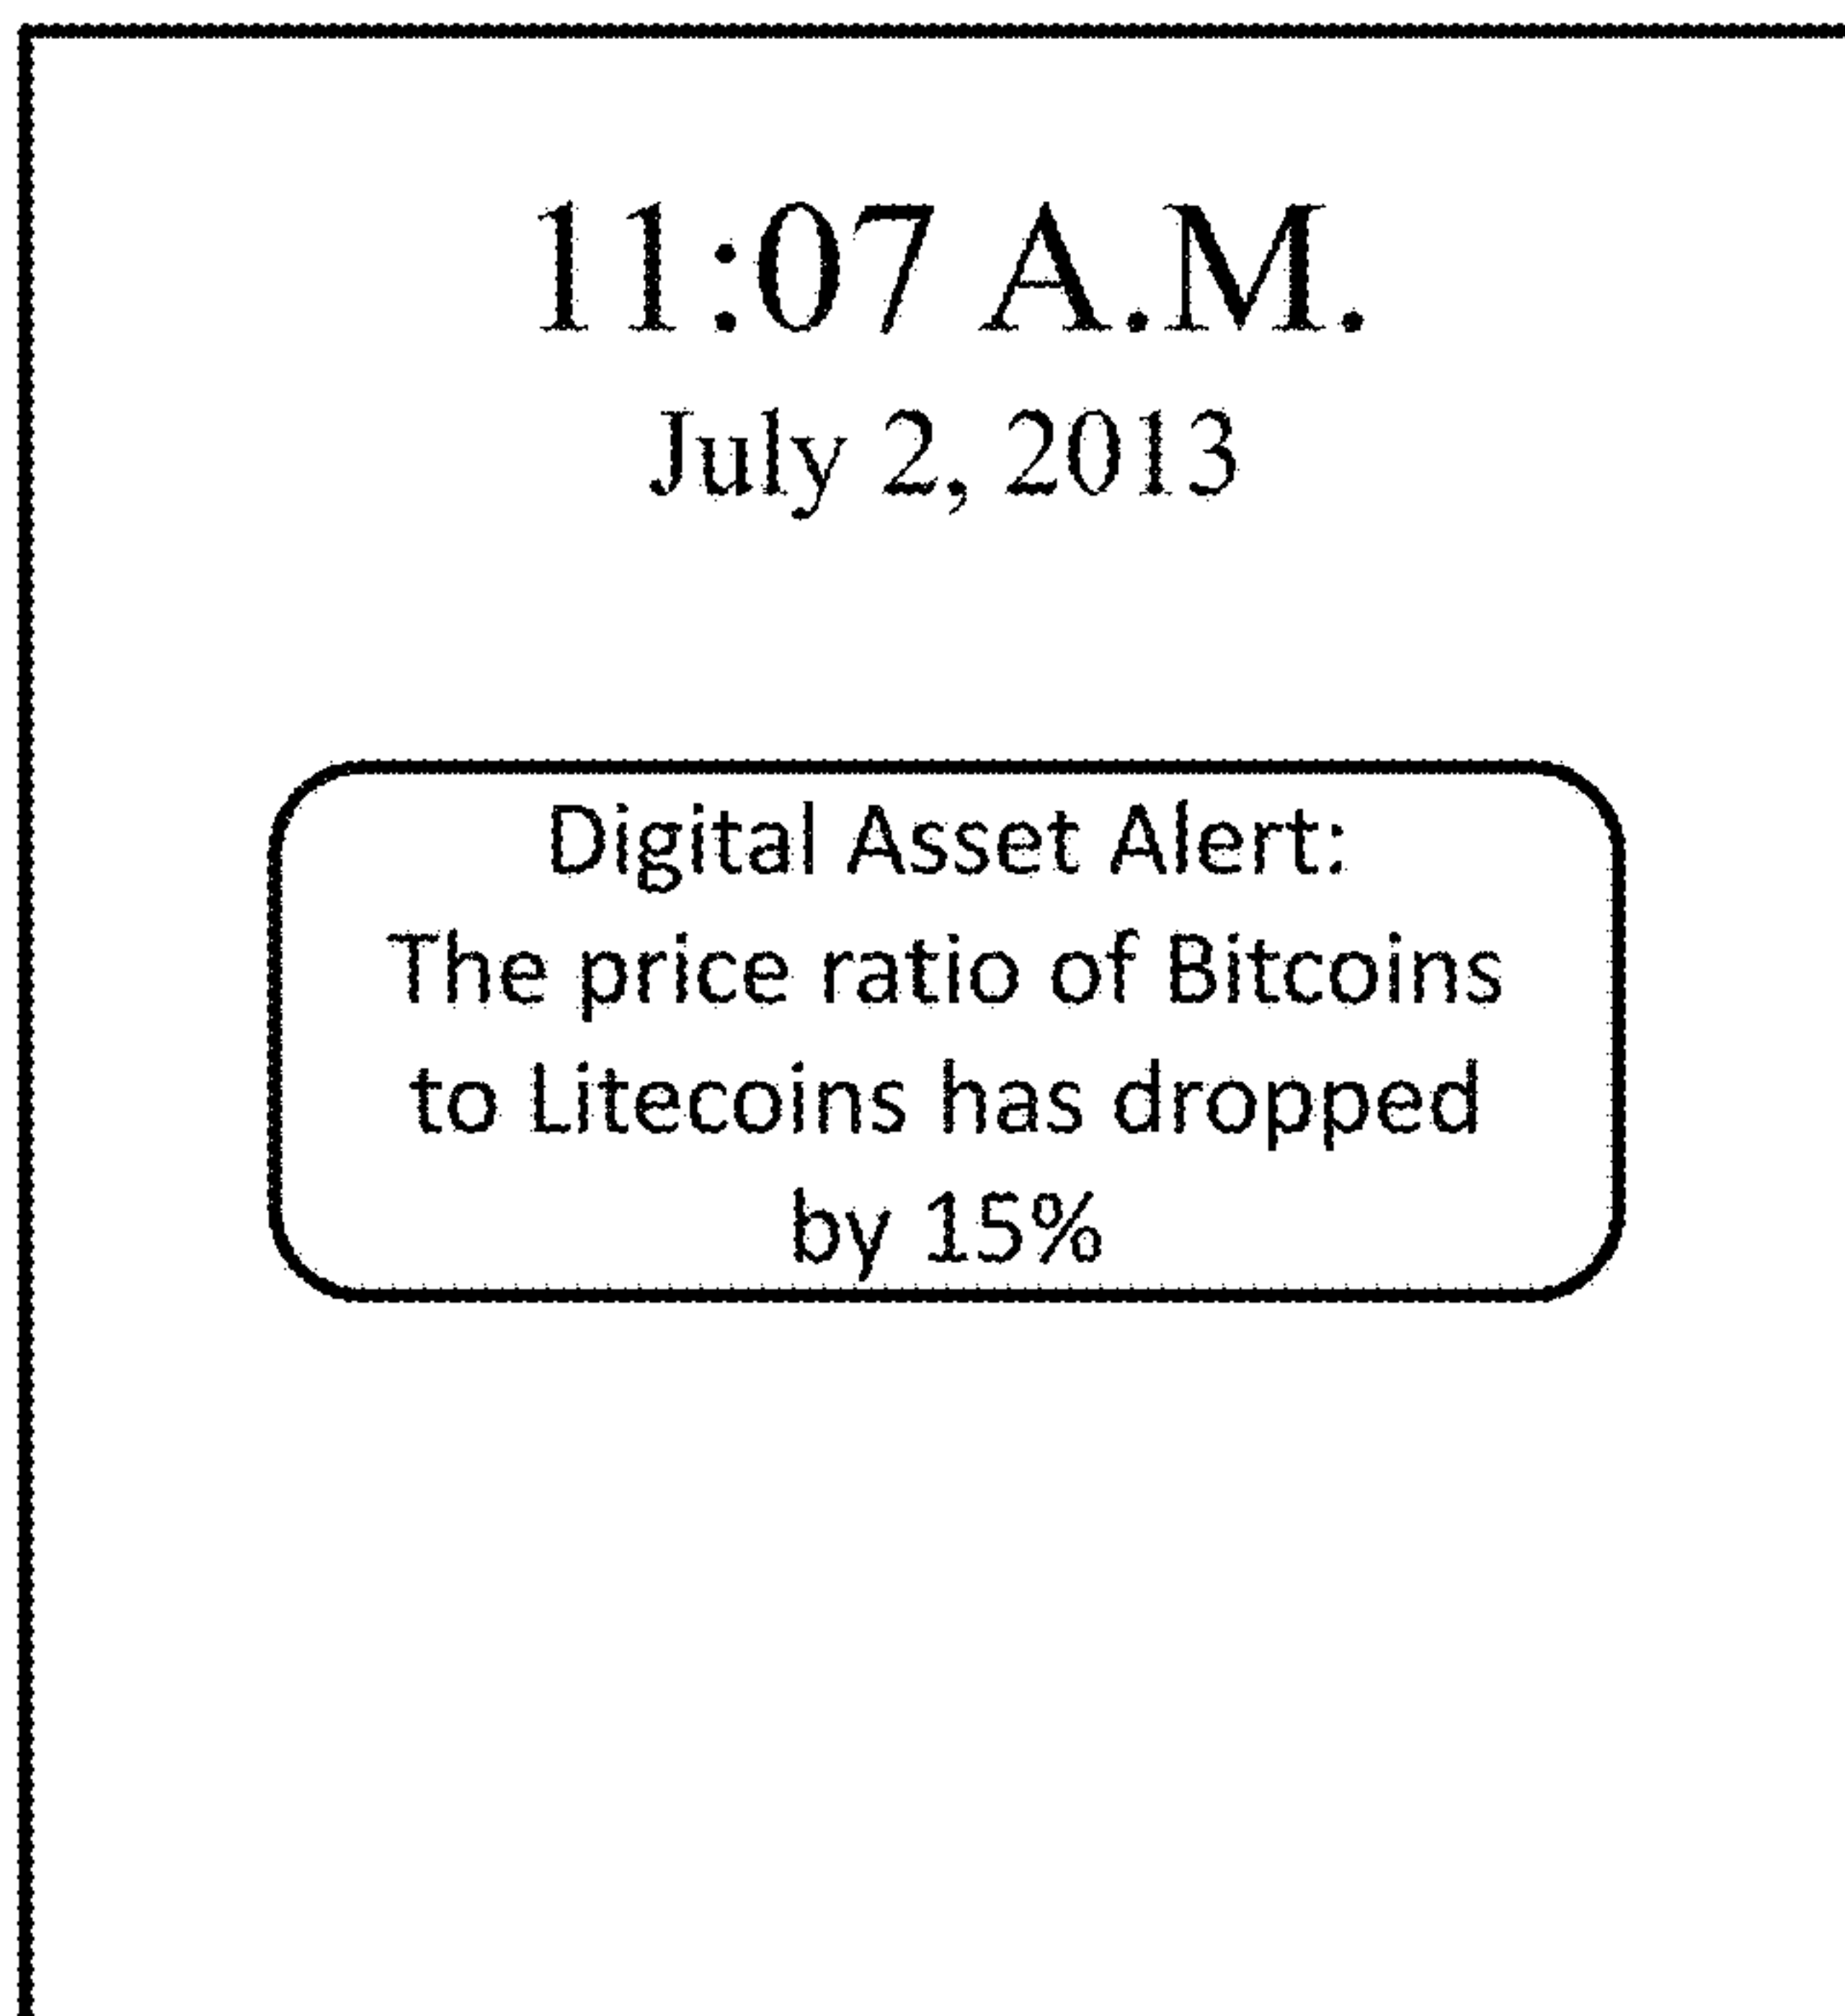 11:07 A.M.
July 2, 2013
Digital Asset Alert:
The price ratio of Bitcoins
to Litecoins has dropped
by 15%